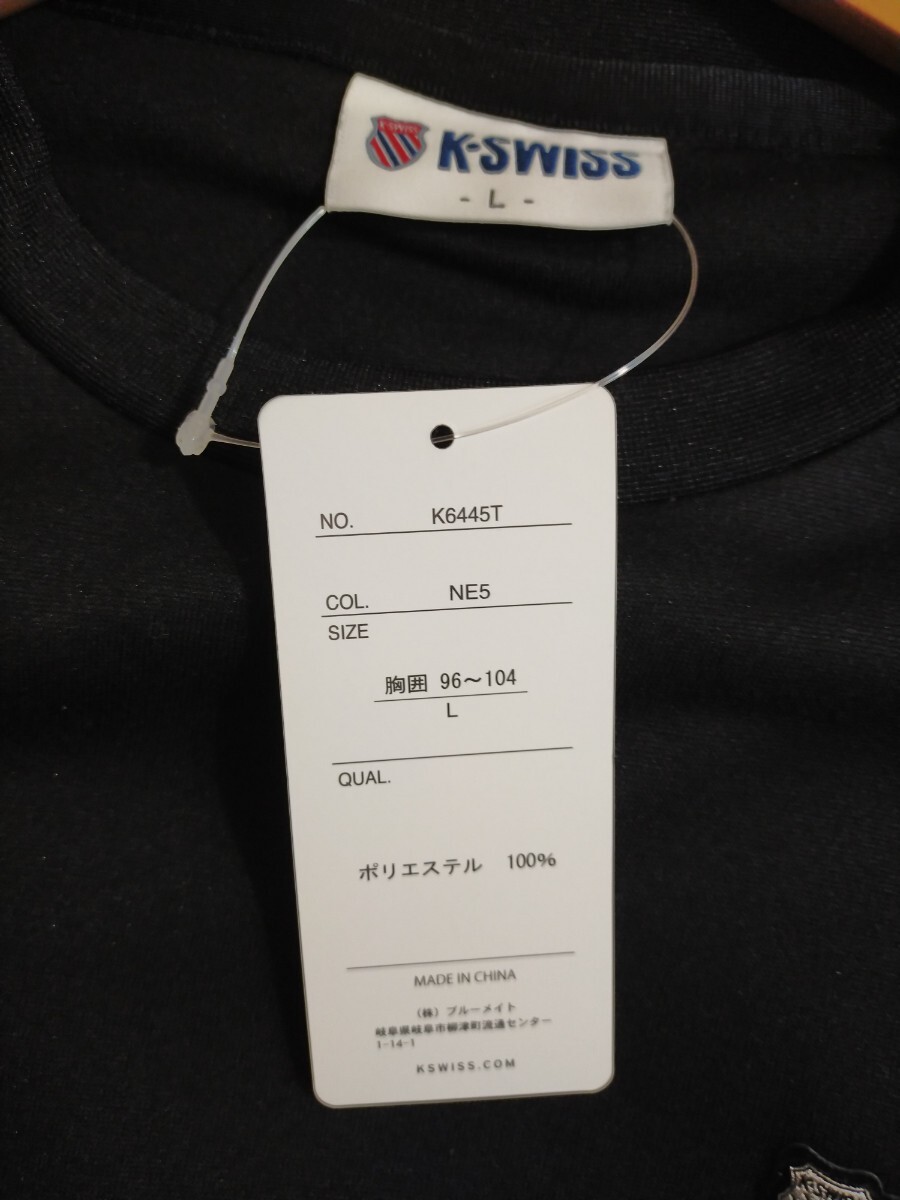 K-SWISS
- L -
NO. K6445T
COL. NE5
SIZE
胸囲 96～104
L
QUAL.
ポリエステル 100%
MADE IN CHINA
(株) ブルーメイト
岐阜県岐阜市柳津町流通センター
1-14-1
KSWISS.COM